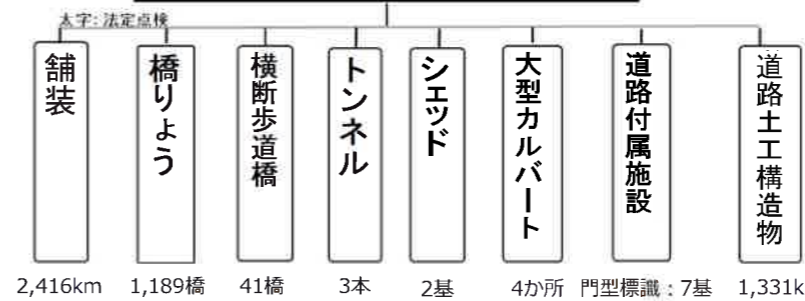 太字: 法定点検
舗装
橋りょう
横断歩道橋
トンネル
シェッド
大型カルバート
道路付属施設
道路土工構造物
2,416km
1,189橋
41橋
3本
2基
4か所
門型標識：7基
1,331k